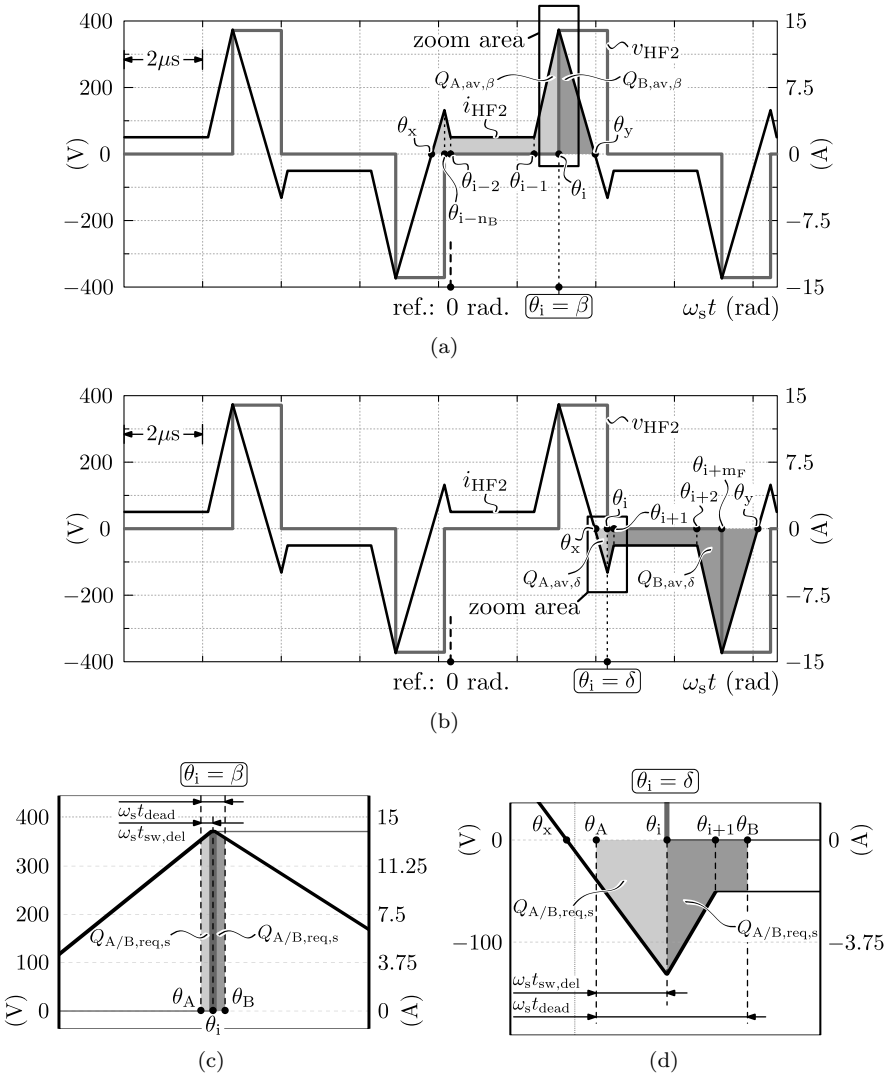 400 15
zoom area
v_HF2
2μs
200 7.5
Q_A,av,β Q_B,av,β
i_HF2
θ_x θ_y
(V) 0 0 (A)
θ_i−2 θ_i−1 θ_i
θ_i−n_B
−200 −7.5
−400 −15
ref.: 0 rad. θ_i = β ω_s t (rad)
(a)
400 15
v_HF2
2μs
200 7.5
i_HF2
θ_i+m_F
θ_i θ_i+2 θ_y
θ_i+1
(V) 0 0 (A)
θ_x
Q_A,av,δ Q_B,av,δ
−200 −7.5
zoom area
−400 −15
ref.: 0 rad. θ_i = δ ω_s t (rad)
(b)
θ_i = β
ω_s t_dead
400 15
ω_s t_sw,del
300 11.25
200 7.5
Q_A/B,req,s Q_A/B,req,s
100 3.75
θ_A θ_B
(V) 0 0 (A)
θ_i
(c)
θ_i = δ
θ_x θ_A θ_i θ_i+1 θ_B
(V) 0 0 (A)
Q_A/B,req,s
Q_A/B,req,s
−100 −3.75
ω_s t_sw,del
ω_s t_dead
(d)